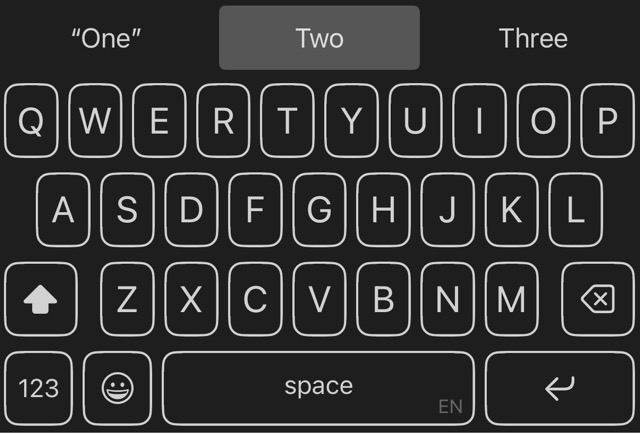 “One” Two Three
Q W E R T Y U I O P
A S D F G H J K L
Z X C V B N M
123 space EN